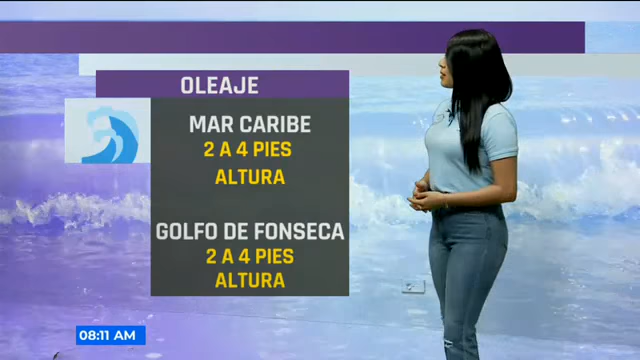 OLEAJE
MAR CARIBE
2 A 4 PIES
ALTURA
GOLFO DE FONSECA
2 A 4 PIES
ALTURA
08:11 AM